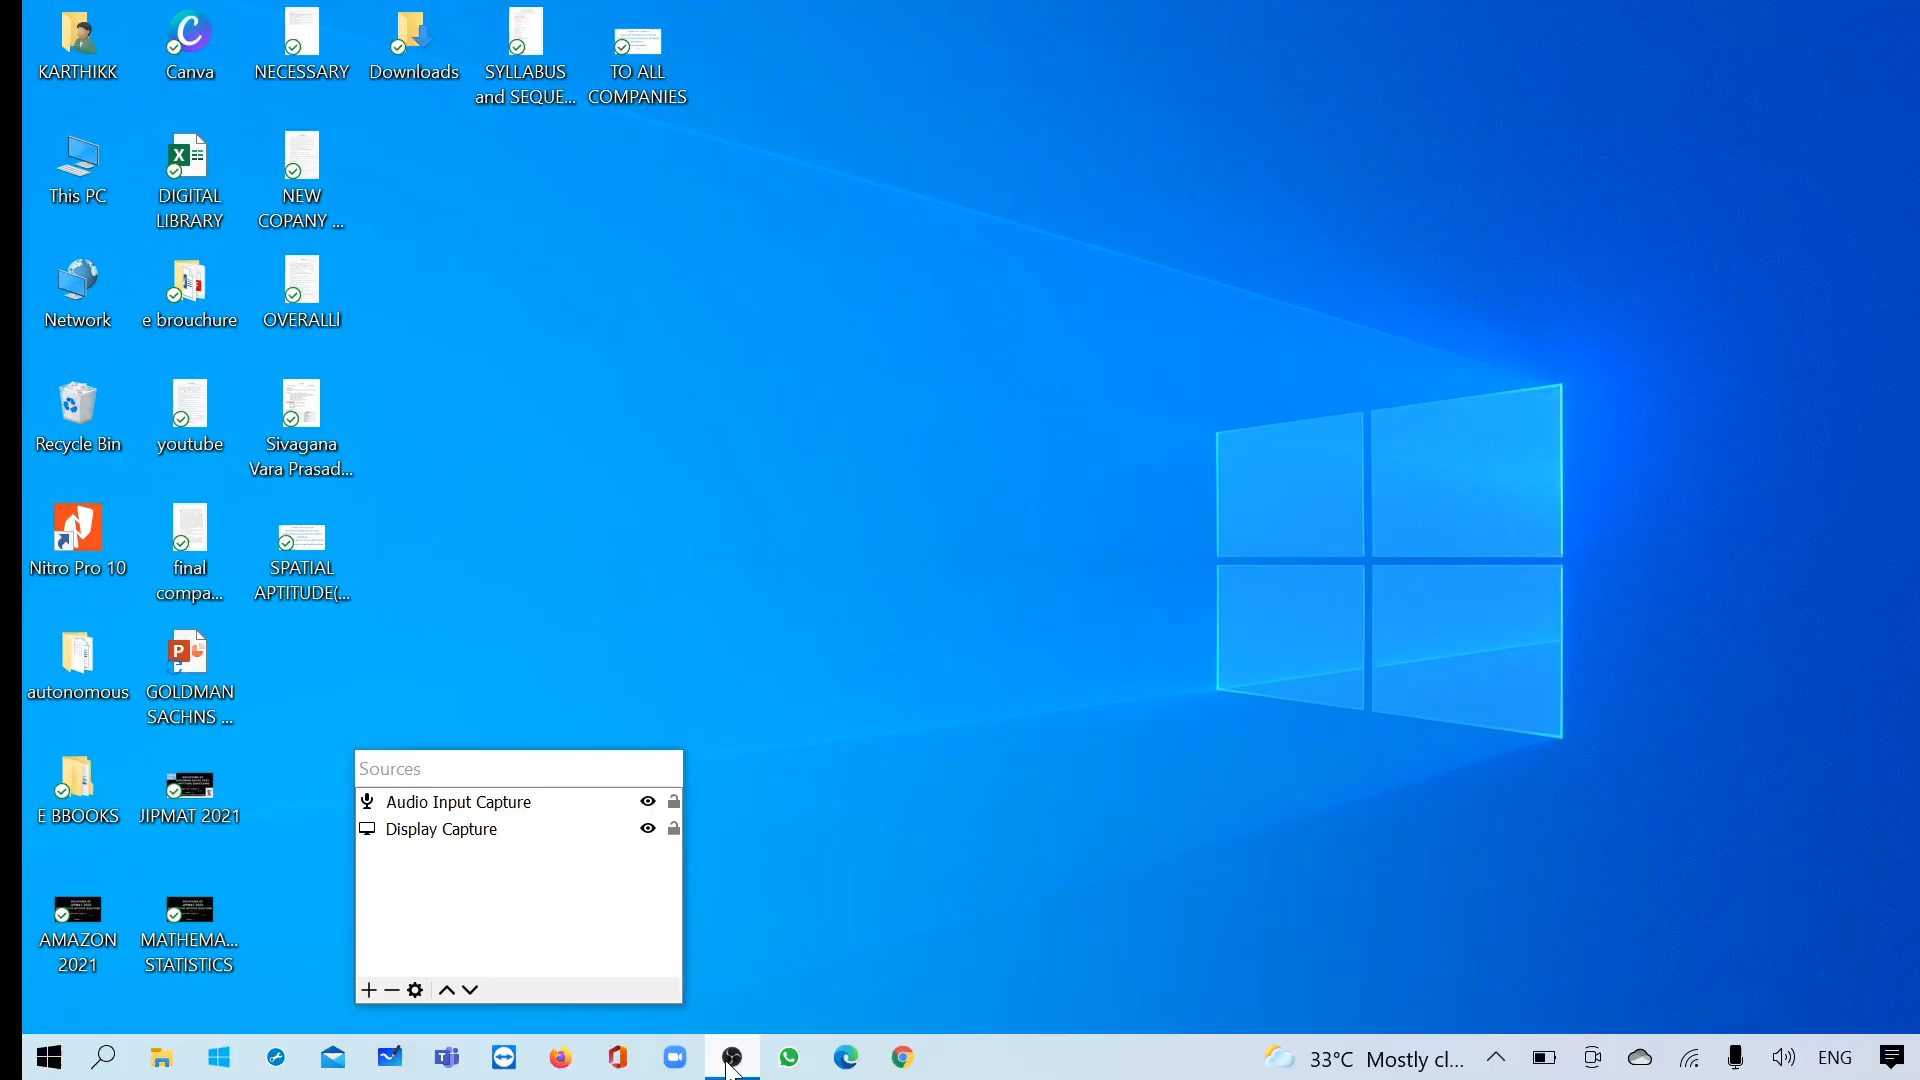 KARTHIKK
Canva
NECESSARY
Downloads
SYLLABUS
and SEQUE...
TO ALL
COMPANIES
This PC
DIGITAL
LIBRARY
NEW
COPANY ...
Network
e brouchure
OVERALLl
Recycle Bin
youtube
Sivagana
Vara Prasad...
Nitro Pro 10
final
compa...
SPATIAL
APTITUDE(...
autonomous
GOLDMAN
SACHNS ...
E BBOOKS
JIPMAT 2021
AMAZON
2021
MATHEMA...
STATISTICS
Sources
Audio Input Capture
Display Capture
33°C Mostly cl...
ENG